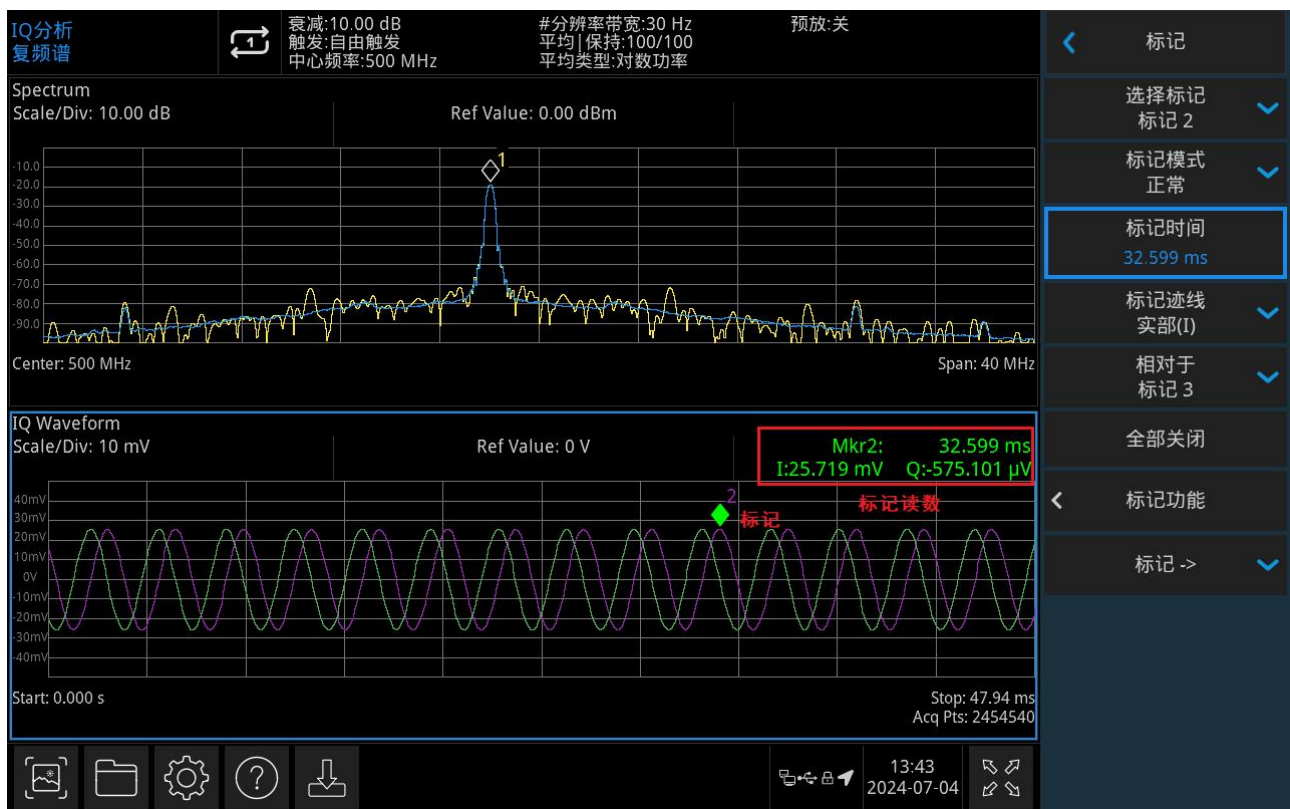 IQ分析
复频谱
1
衰减:10.00 dB
触发:自由触发
中心频率:500 MHz
#分辨率带宽:30 Hz
平均|保持:100/100
平均类型:对数功率
预放:关
Spectrum
Scale/Div: 10.00 dB
Ref Value: 0.00 dBm
1
-10.0
-20.0
-30.0
-40.0
-50.0
-60.0
-70.0
-80.0
-90.0
Center: 500 MHz
Span: 40 MHz
IQ Waveform
Scale/Div: 10 mV
Ref Value: 0 V
Mkr2: 32.599 ms
I:25.719 mV Q:-575.101 μV
标记读数
2
标记
40mV
30mV
20mV
10mV
0V
-10mV
-20mV
-30mV
-40mV
Start: 0.000 s
Stop: 47.94 ms
Acq Pts: 2454540
?
13:43
2024-07-04
标记
选择标记
标记 2
标记模式
正常
标记时间
32.599 ms
标记迹线
实部(I)
相对于
标记 3
全部关闭
标记功能
标记 ->